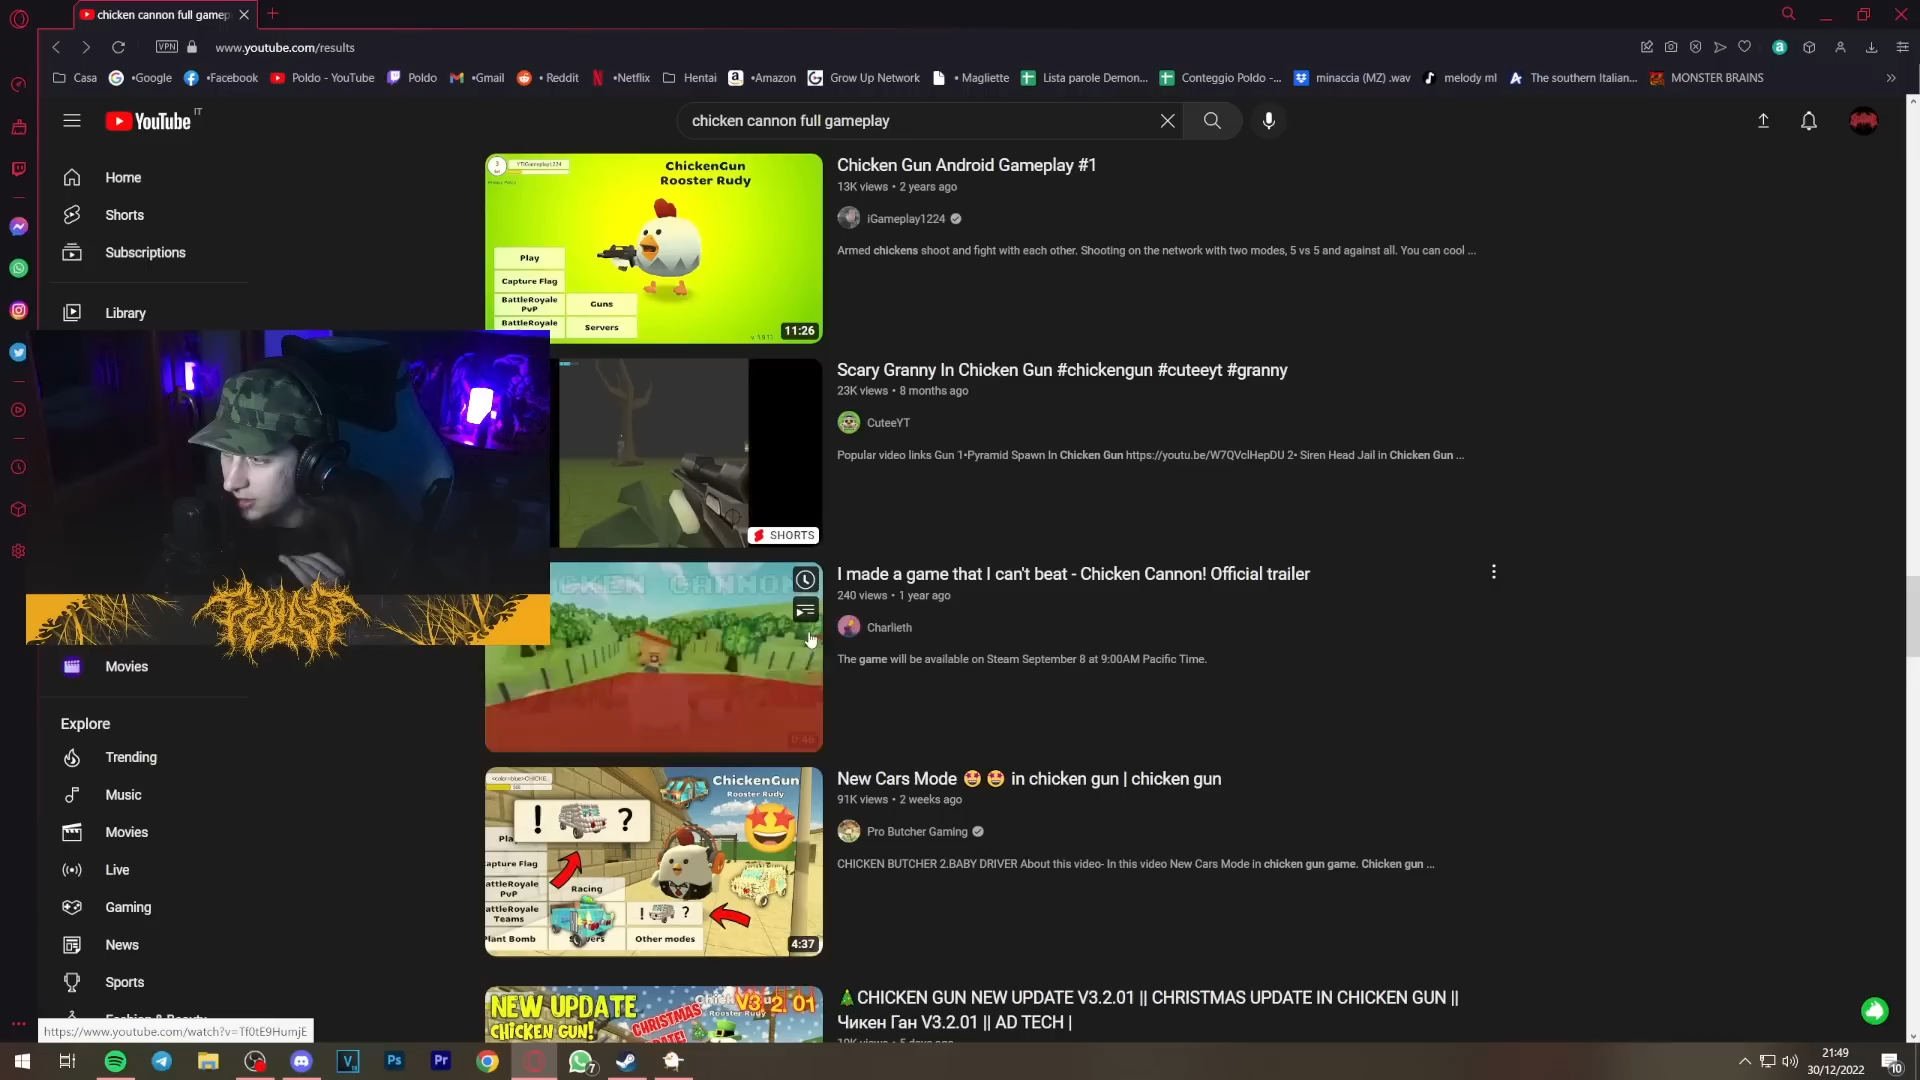 chicken cannon full gamep
VPN
www.youtube.com/results
Casa
•Google
•Facebook
Poldo - YouTube
Poldo
•Gmail
• Reddit
•Netflix
Hentai
•Amazon
Grow Up Network
• Magliette
Lista parole Demon...
Conteggio Poldo -...
minaccia (MZ) .wav
melody ml
The southern Italian...
MONSTER BRAINS
YouTube IT
chicken cannon full gameplay
Home
Shorts
Subscriptions
Library
Movies
Explore
Trending
Music
Movies
Live
Gaming
News
Sports
https://www.youtube.com/watch?v=Tf0tE9HumjE
ChickenGun
Rooster Rudy
Play
Capture Flag
BattleRoyale
PvP
Guns
BattleRoyale
Servers
11:26
Chicken Gun Android Gameplay #1
13K views • 2 years ago
iGameplay1224
Armed chickens shoot and fight with each other. Shooting on the network with two modes, 5 vs 5 and against all. You can cool ...
SHORTS
Scary Granny In Chicken Gun #chickengun #cuteeyt #granny
23K views • 8 months ago
CuteeYT
Popular video links Gun 1•Pyramid Spawn In Chicken Gun https://youtu.be/W7QVclHepDU 2• Siren Head Jail in Chicken Gun ...
CANNON
0:46
I made a game that I can't beat - Chicken Cannon! Official trailer
240 views • 1 year ago
Charlieth
The game will be available on Steam September 8 at 9:00AM Pacific Time.
ChickenGun
Rooster Rudy
! ?
Racing
! ?
Other modes
4:37
New Cars Mode 🤩 🤩 in chicken gun | chicken gun
91K views • 2 weeks ago
Pro Butcher Gaming
CHICKEN BUTCHER 2.BABY DRIVER About this video- In this video New Cars Mode in chicken gun game. Chicken gun ...
NEW UPDATE
CHICKEN GUN!
CHRISTMAS
V3.2.01
🎄CHICKEN GUN NEW UPDATE V3.2.01 || CHRISTMAS UPDATE IN CHICKEN GUN ||
Чикен Ган V3.2.01 || AD TECH |
7
21:49
30/12/2022
10